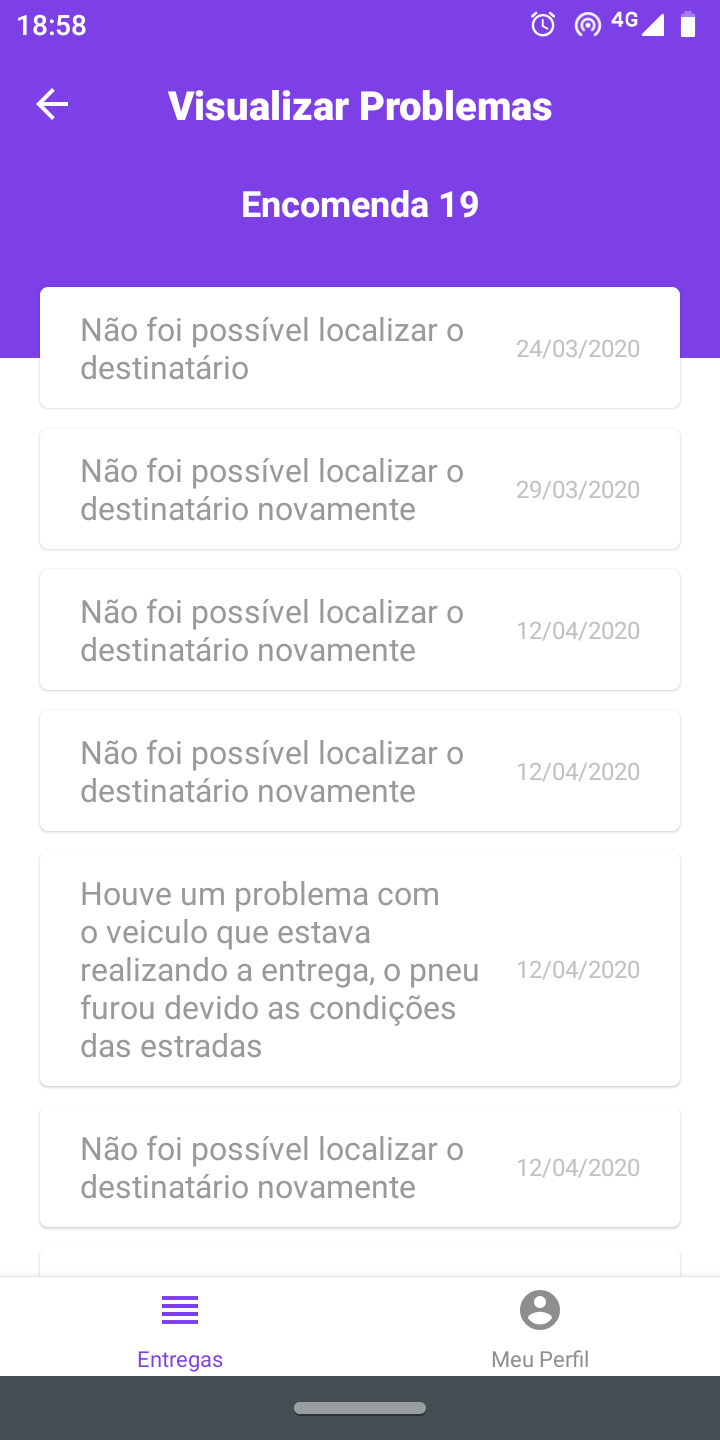 18:58
4G
Visualizar Problemas
Encomenda 19
Não foi possível localizar o
destinatário
24/03/2020
Não foi possível localizar o
destinatário novamente
29/03/2020
Não foi possível localizar o
destinatário novamente
12/04/2020
Não foi possível localizar o
destinatário novamente
12/04/2020
Houve um problema com
o veiculo que estava
realizando a entrega, o pneu
furou devido as condições
das estradas
12/04/2020
Não foi possível localizar o
destinatário novamente
12/04/2020
Entregas
Meu Perfil